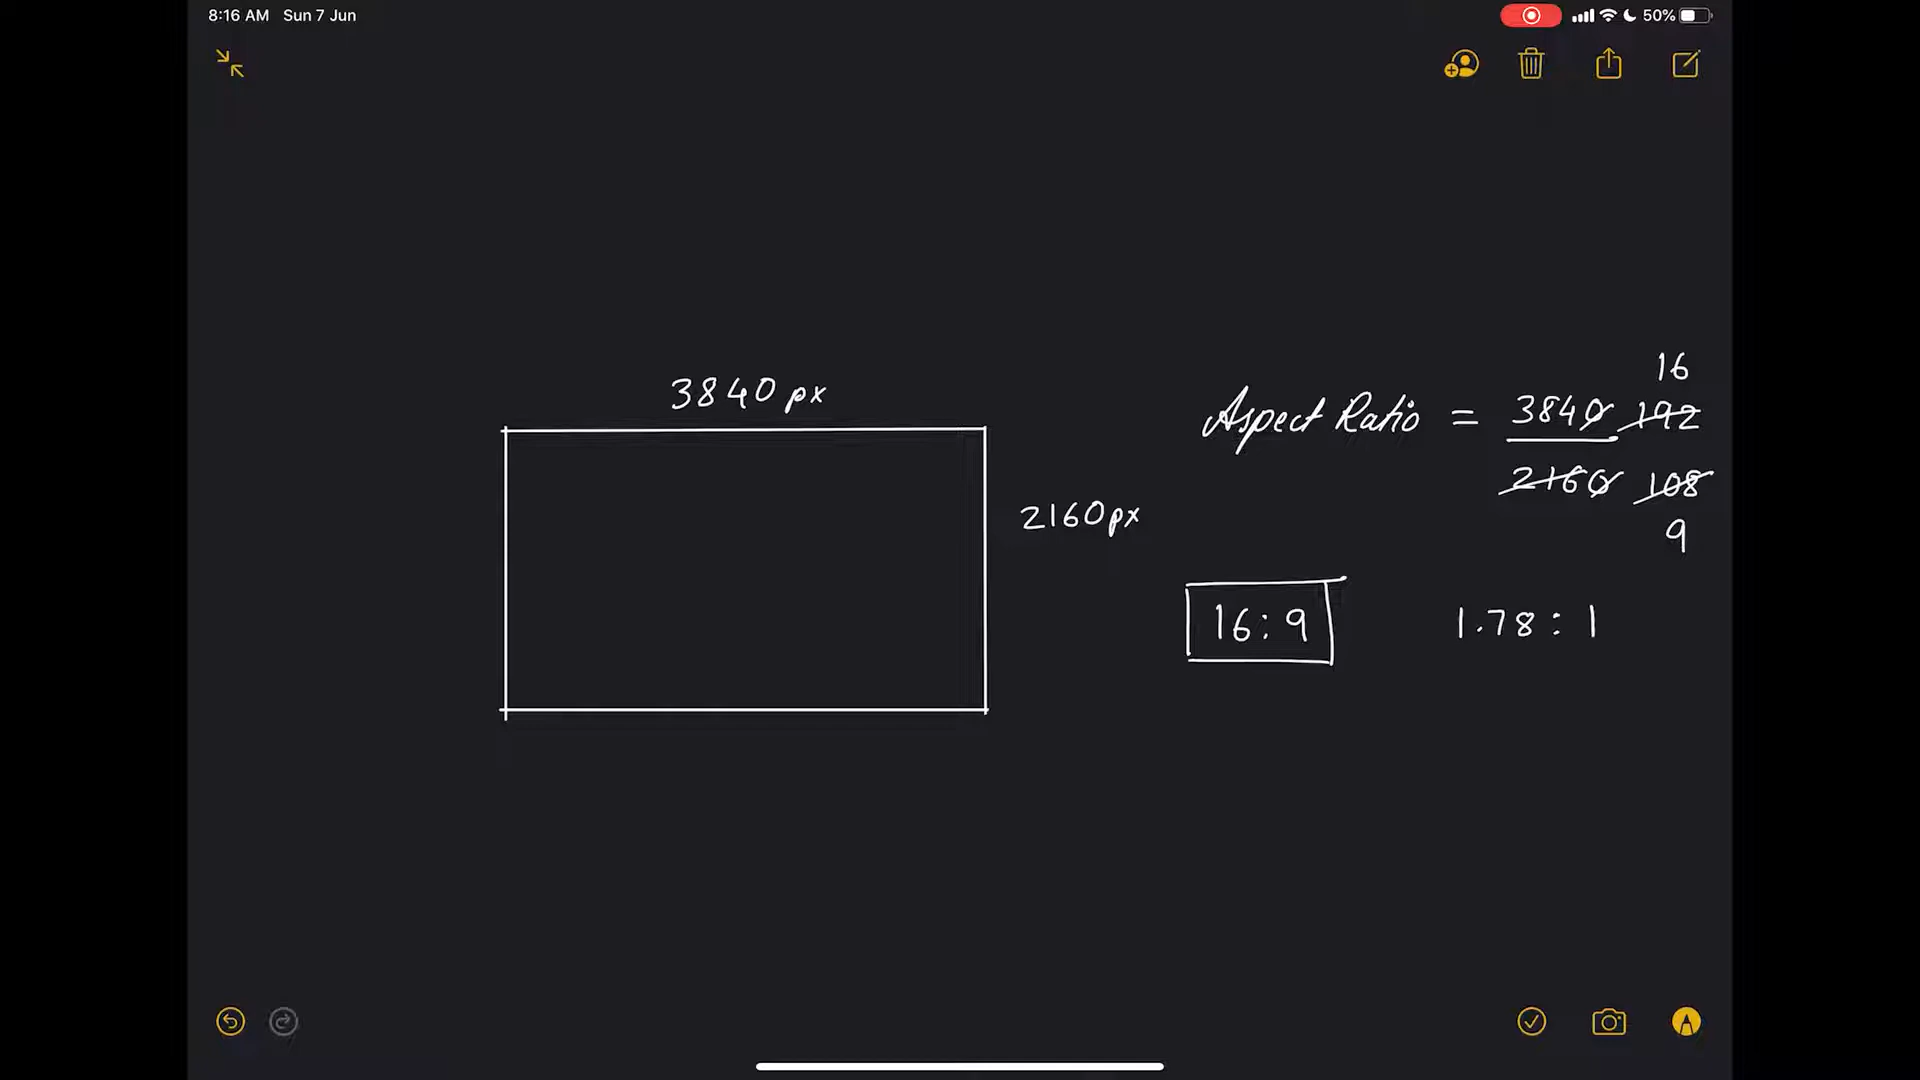 8:16 AM Sun 7 Jun
50%
3840 px
2160px
16
Aspect Ratio = 3840 192
2160 108
9
16:9
1.78:1